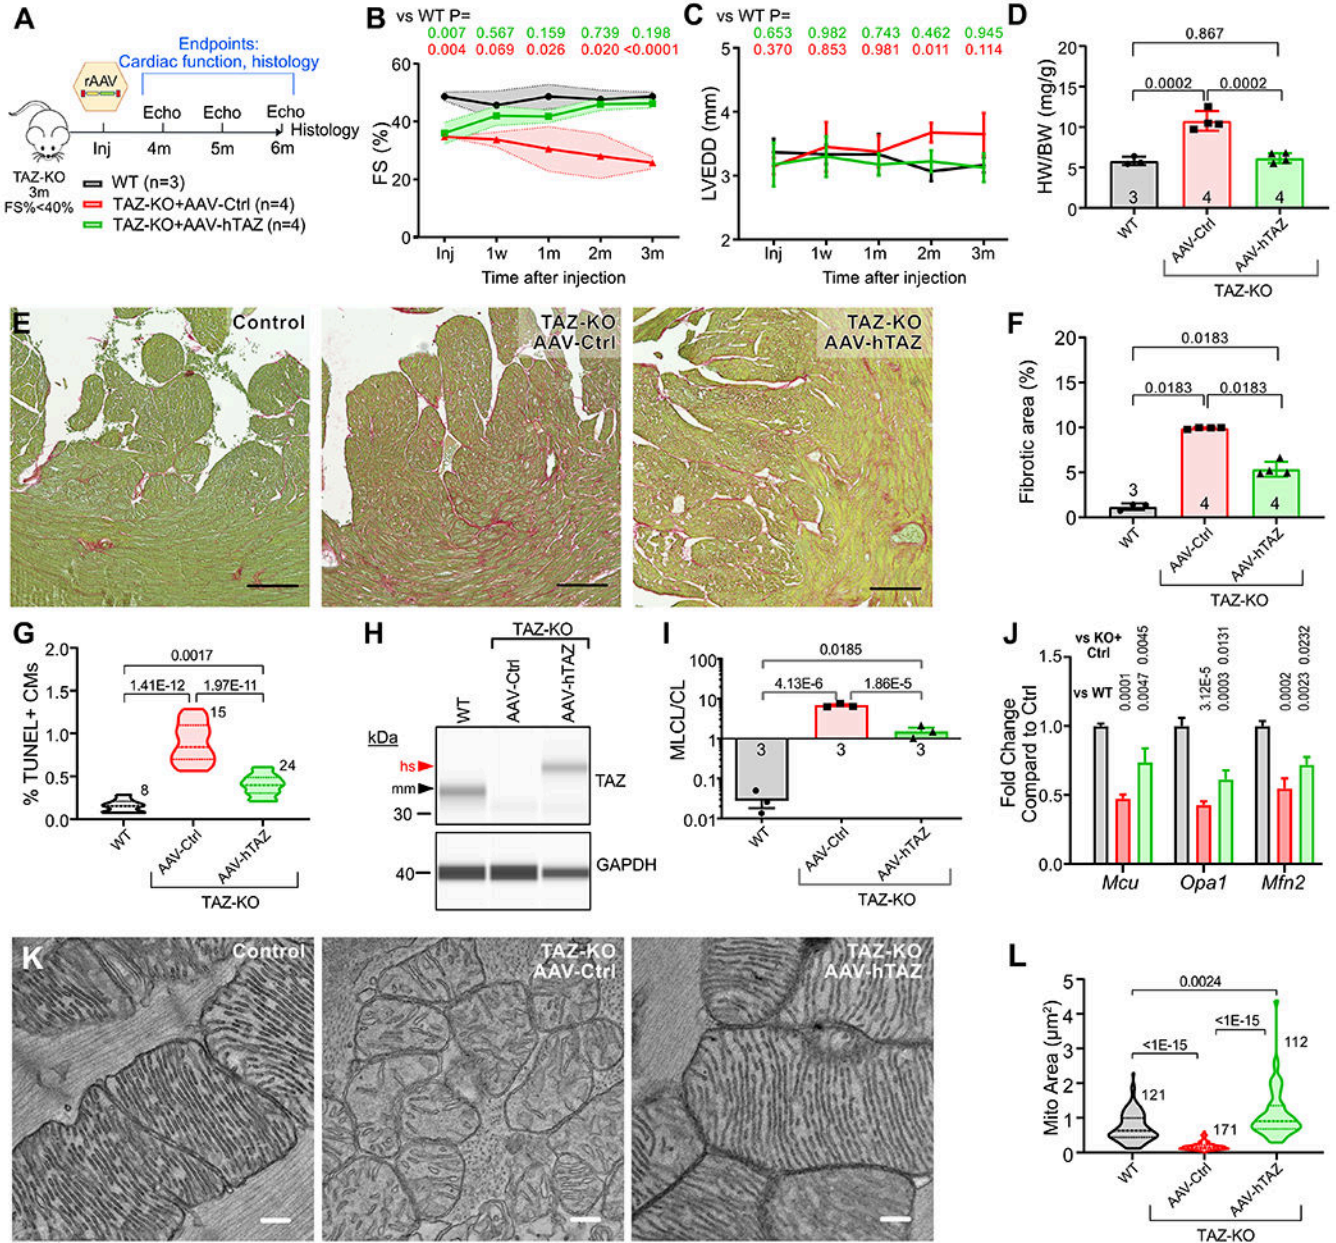 A
Endpoints:
Cardiac function, histology
rAAV
Echo Echo Echo
Histology
Inj 4m 5m 6m
TAZ-KO
3m
FS%<40%
WT (n=3)
TAZ-KO+AAV-Ctrl (n=4)
TAZ-KO+AAV-hTAZ (n=4)
B
vs WT P=
0.007 0.567 0.159 0.739 0.198
0.004 0.069 0.026 0.020 <0.0001
FS (%)
60
40
20
0
Inj 1w 1m 2m 3m
Time after injection
C
vs WT P=
0.653 0.982 0.743 0.462 0.945
0.370 0.853 0.981 0.011 0.114
LVEDD (mm)
5
4
3
2
Inj 1w 1m 2m 3m
Time after injection
D
HW/BW (mg/g)
20
15
10
5
0
0.867
0.0002 0.0002
3 4 4
WT AAV-Ctrl AAV-hTAZ
TAZ-KO
E
Control
TAZ-KO
AAV-Ctrl
TAZ-KO
AAV-hTAZ
F
Fibrotic area (%)
20
15
10
5
0
0.0183
0.0183 0.0183
3 4 4
WT AAV-Ctrl AAV-hTAZ
TAZ-KO
G
% TUNEL+ CMs
2.0
1.5
1.0
0.5
0.0
0.0017
1.41E-12 1.97E-11
8 15 24
WT AAV-Ctrl AAV-hTAZ
TAZ-KO
H
TAZ-KO
WT AAV-Ctrl AAV-hTAZ
kDa
hs
mm
30
TAZ
40
GAPDH
I
MLCL/CL
100
10
1
0.1
0.01
0.0185
4.13E-6 1.86E-5
3 3 3
WT AAV-Ctrl AAV-hTAZ
TAZ-KO
J
vs KO+
Ctrl
0.0045 0.0131 0.0232
vs WT
0.0001 0.0047 3.12E-5 0.0003 0.0002 0.0023
Fold Change
Compard to Ctrl
1.5
1.0
0.5
0.0
Mcu Opa1 Mfn2
K
Control
TAZ-KO
AAV-Ctrl
TAZ-KO
AAV-hTAZ
L
Mito Area (μm²)
5
4
3
2
1
0
0.0024
<1E-15
<1E-15
121 171 112
WT AAV-Ctrl AAV-hTAZ
TAZ-KO